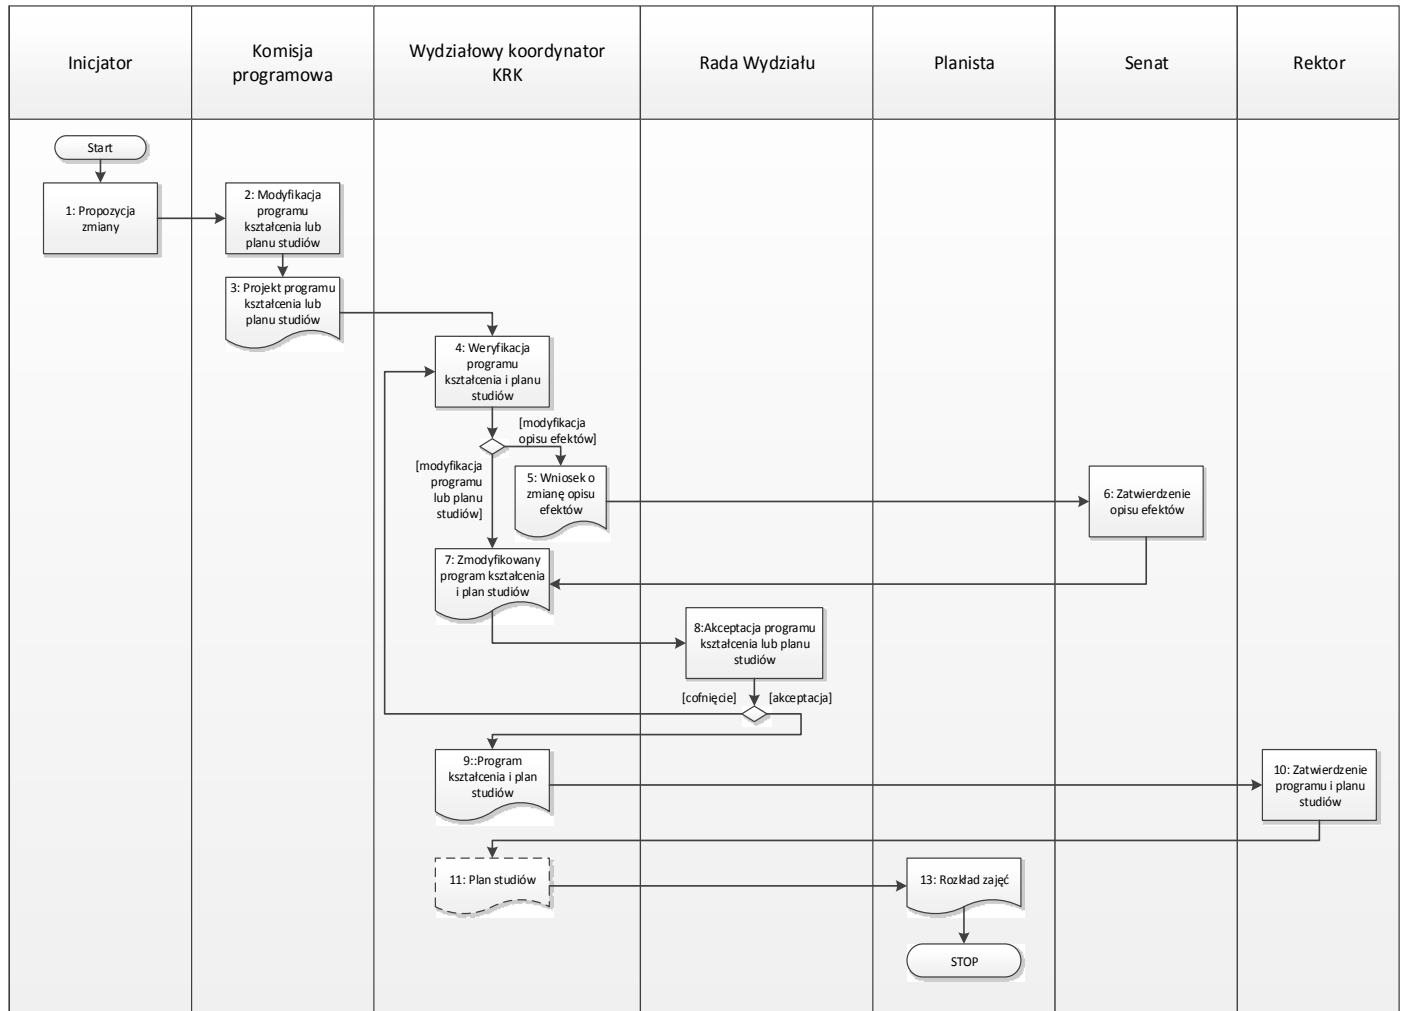 Inicjator
Komisja
programowa
Wydziałowy koordynator
KRK
Rada Wydziału
Planista
Senat
Rektor
Start
1: Propozycja
zmiany
2: Modyfikacja
programu
kształcenia lub
planu studiów
3: Projekt programu
kształcenia lub
planu studiów
4: Weryfikacja
programu
kształcenia i planu
studiów
[modyfikacja
opisu efektów]
[modyfikacja
programu
lub planu
studiów]
5: Wniosek o
zmianę opisu
efektów
6: Zatwierdzenie
opisu efektów
7: Zmodyfikowany
program kształcenia
i plan studiów
8:Akceptacja programu
kształcenia lub planu
studiów
[cofnięcie]
[akceptacja]
9::Program
kształcenia i plan
studiów
10: Zatwierdzenie
programu i planu
studiów
11: Plan studiów
13: Rozkład zajęć
STOP